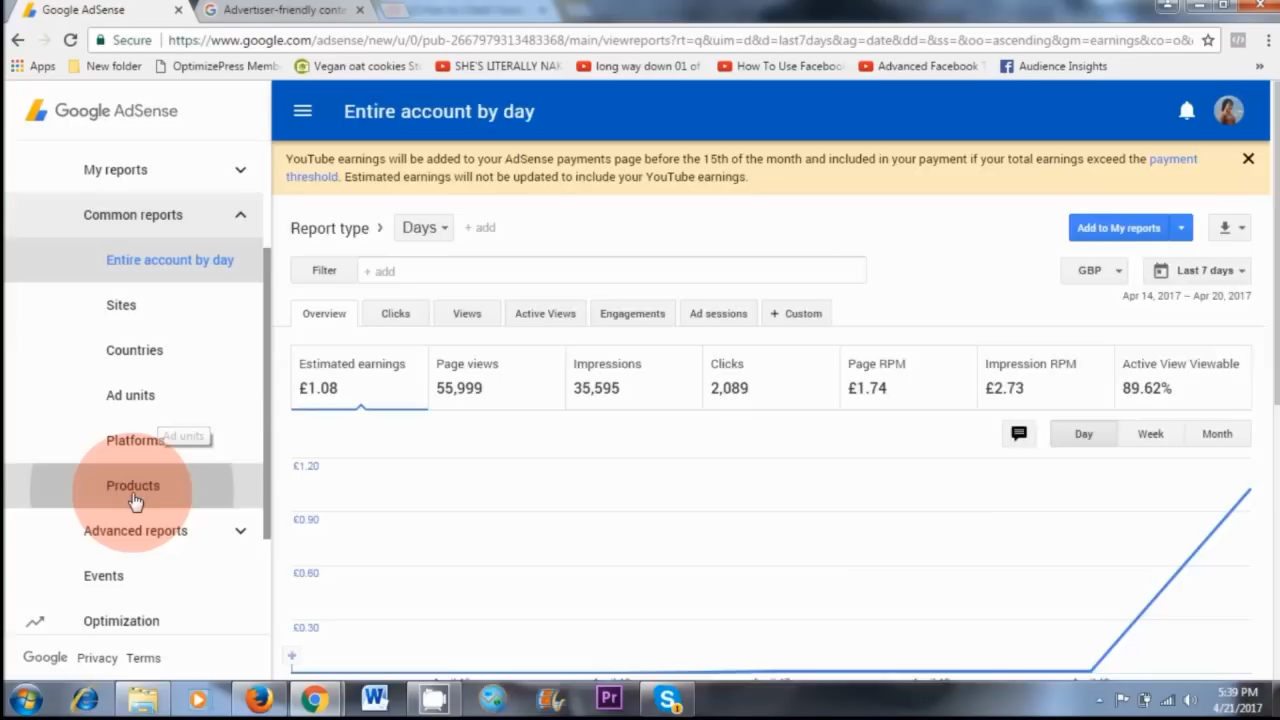 Google AdSense
Advertiser-friendly conte
Secure https://www.google.com/adsense/new/u/0/pub-2667979313483368/main/viewreports?rt=q&uim=d&d=last7days&ag=date&dd=&ss=&oo=ascending&gm=earnings&co=o&
Apps New folder OptimizePress Memb Vegan oat cookies St SHE'S LITERALLY NAK long way down 01 of How To Use Faceboo Advanced Facebook T Audience Insights »
Google AdSense
Entire account by day
YouTube earnings will be added to your AdSense payments page before the 15th of the month and included in your payment if your total earnings exceed the payment
threshold. Estimated earnings will not be updated to include your YouTube earnings.
My reports
Common reports
Entire account by day
Sites
Countries
Ad units
Platforms
Ad units
Products
Advanced reports
Events
Optimization
Google Privacy Terms
Report type › Days + add
Add to My reports
Filter + add
GBP Last 7 days
Apr 14, 2017 – Apr 20, 2017
Overview Clicks Views Active Views Engagements Ad sessions + Custom
Estimated earnings Page views Impressions Clicks Page RPM Impression RPM Active View Viewable
£1.08 55,999 35,595 2,089 £1.74 £2.73 89.62%
Day Week Month
£1.20
£0.90
£0.60
£0.30
W Pr S
5:39 PM
4/21/2017